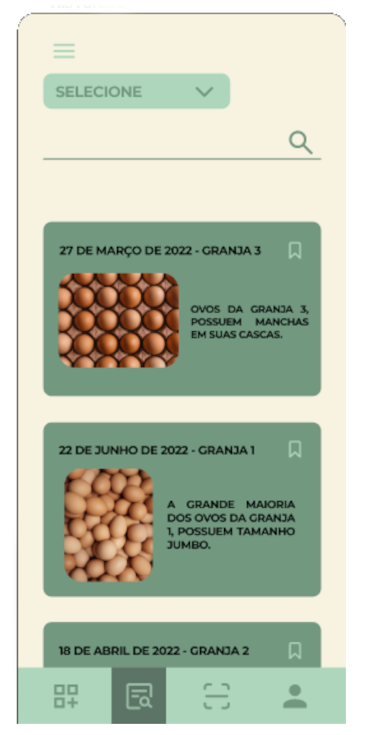 SELECIONE
27 DE MARÇO DE 2022 - GRANJA 3
OVOS DA GRANJA 3,
POSSUEM MANCHAS
EM SUAS CASCAS.
22 DE JUNHO DE 2022 - GRANJA 1
A GRANDE MAIORIA
DOS OVOS DA GRANJA
1, POSSUEM TAMANHO
JUMBO.
18 DE ABRIL DE 2022 - GRANJA 2